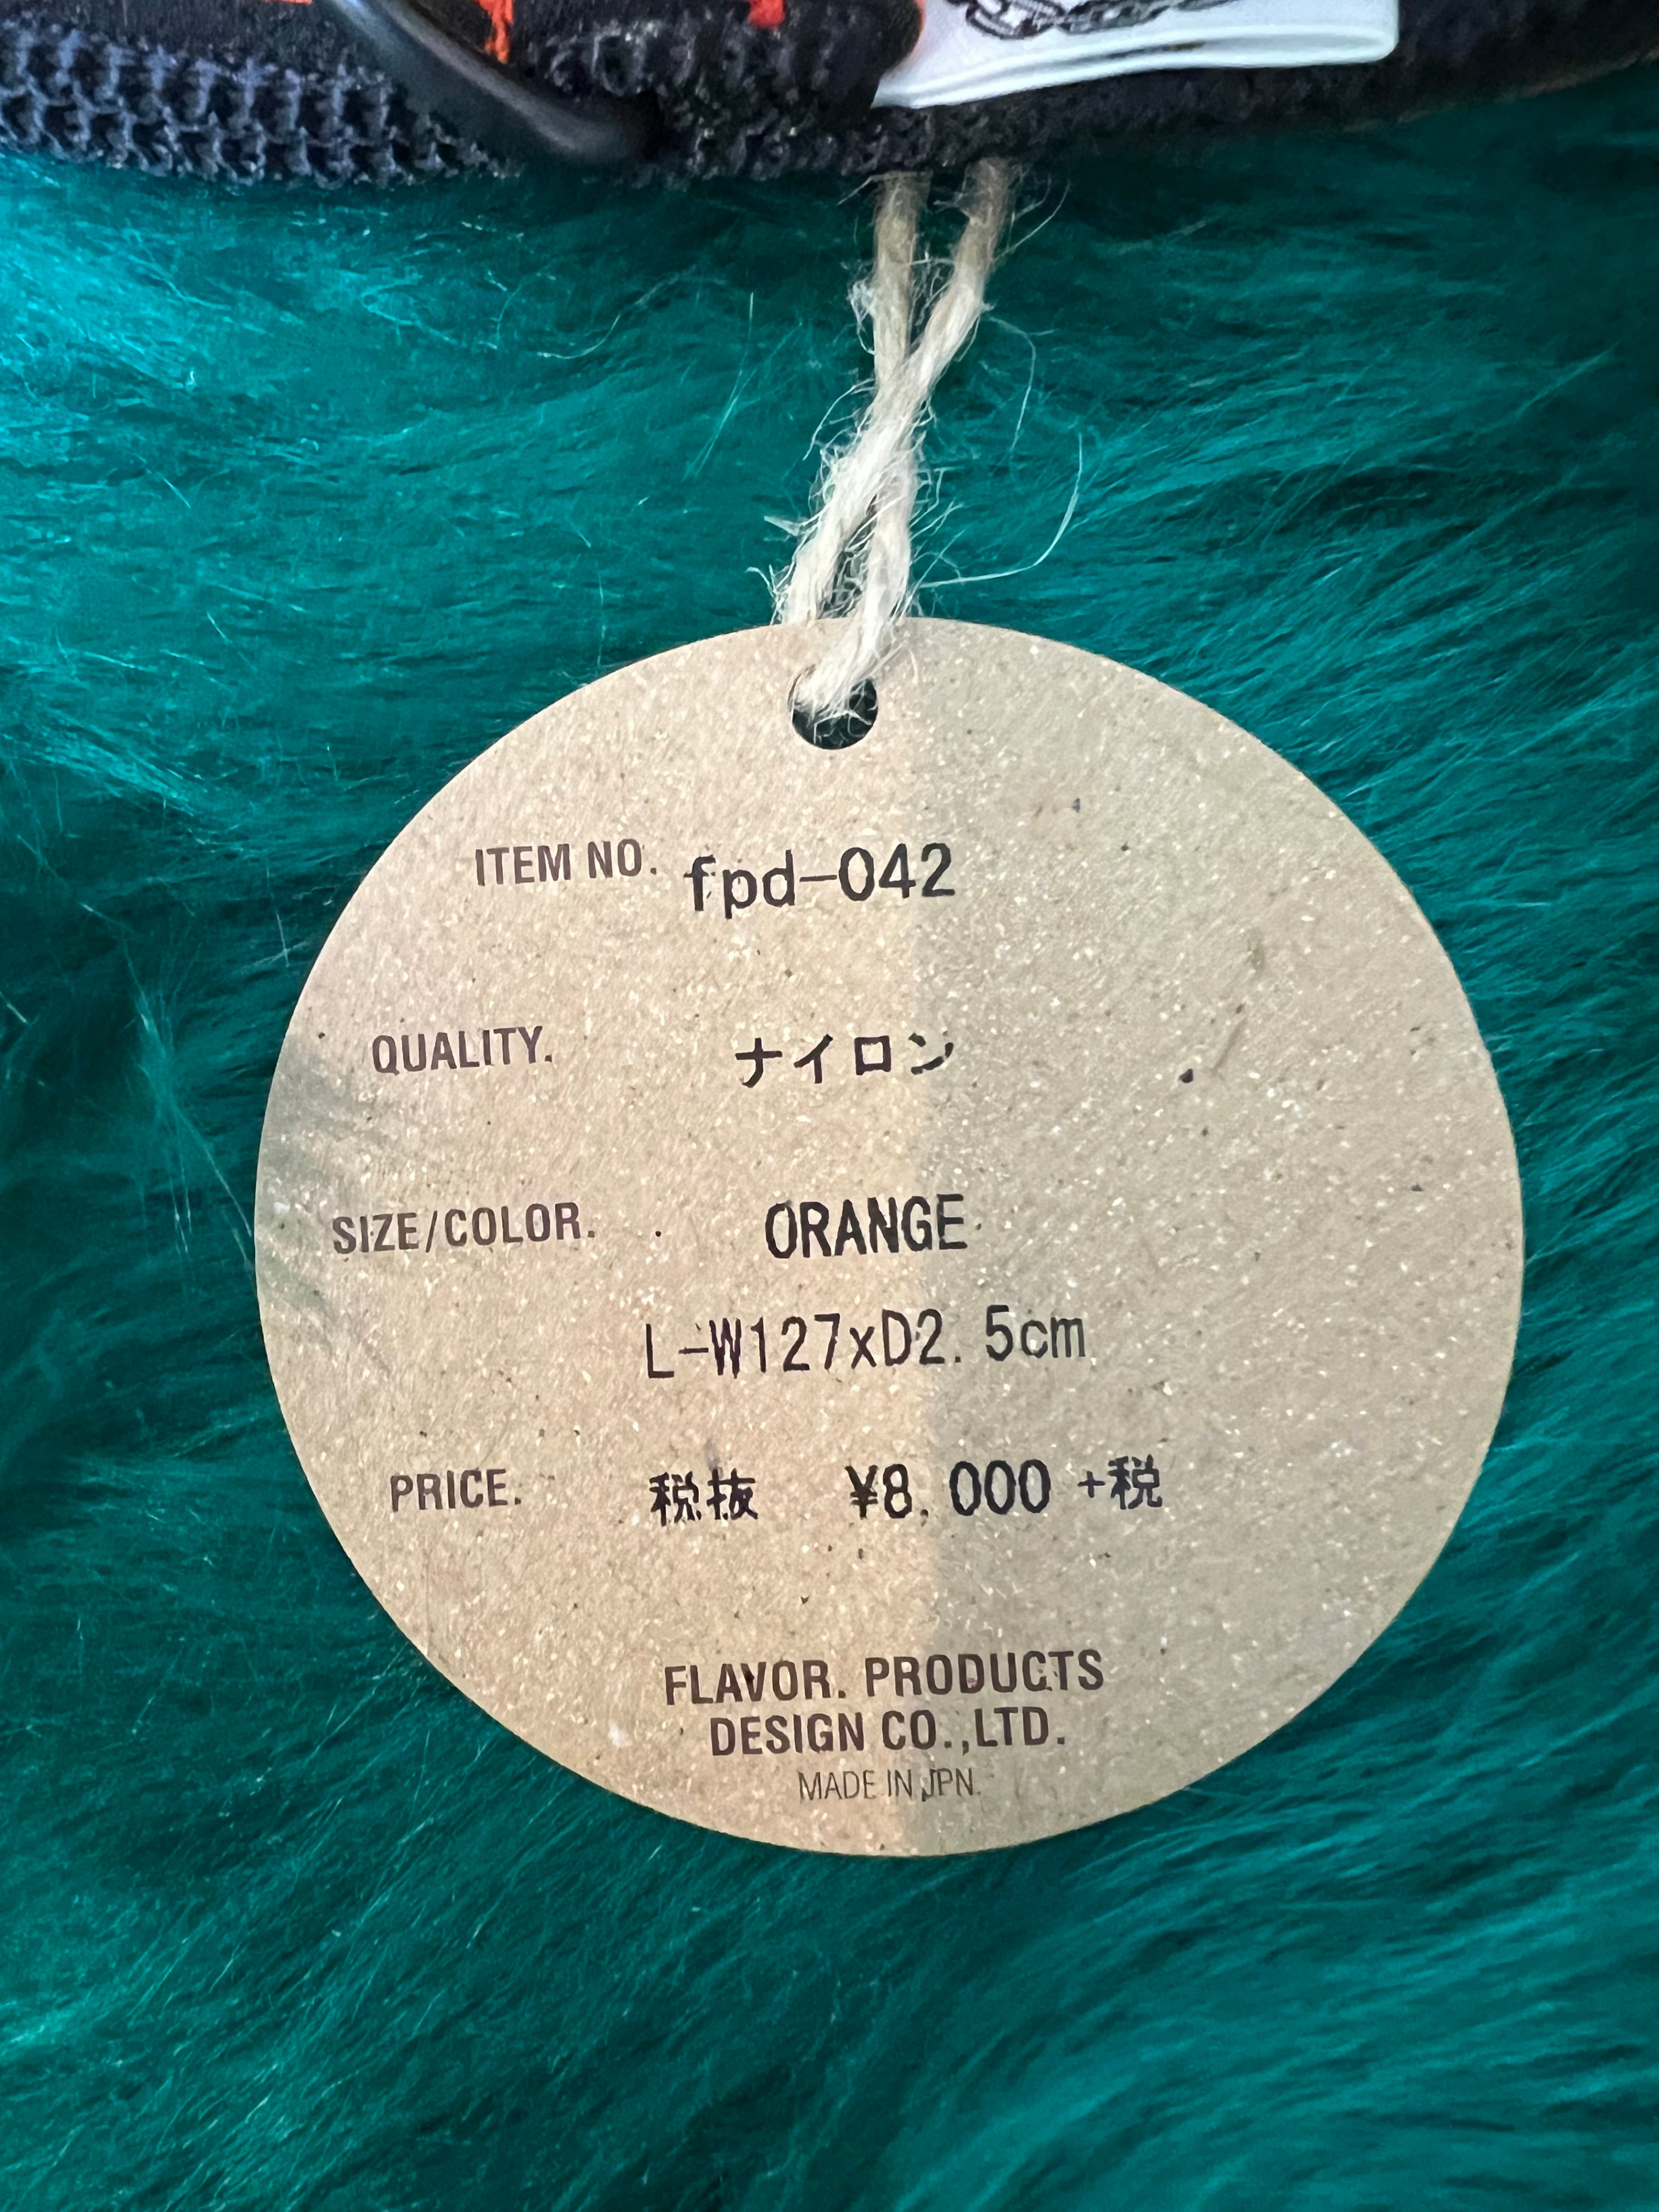 ITEM NO. fpd-042
QUALITY. ナイロン
SIZE/COLOR. ORANGE
L-W127xD2.5cm
PRICE. 税抜 ¥8,000 +税
FLAVOR. PRODUCTS
DESIGN CO.,LTD.
MADE IN JPN.